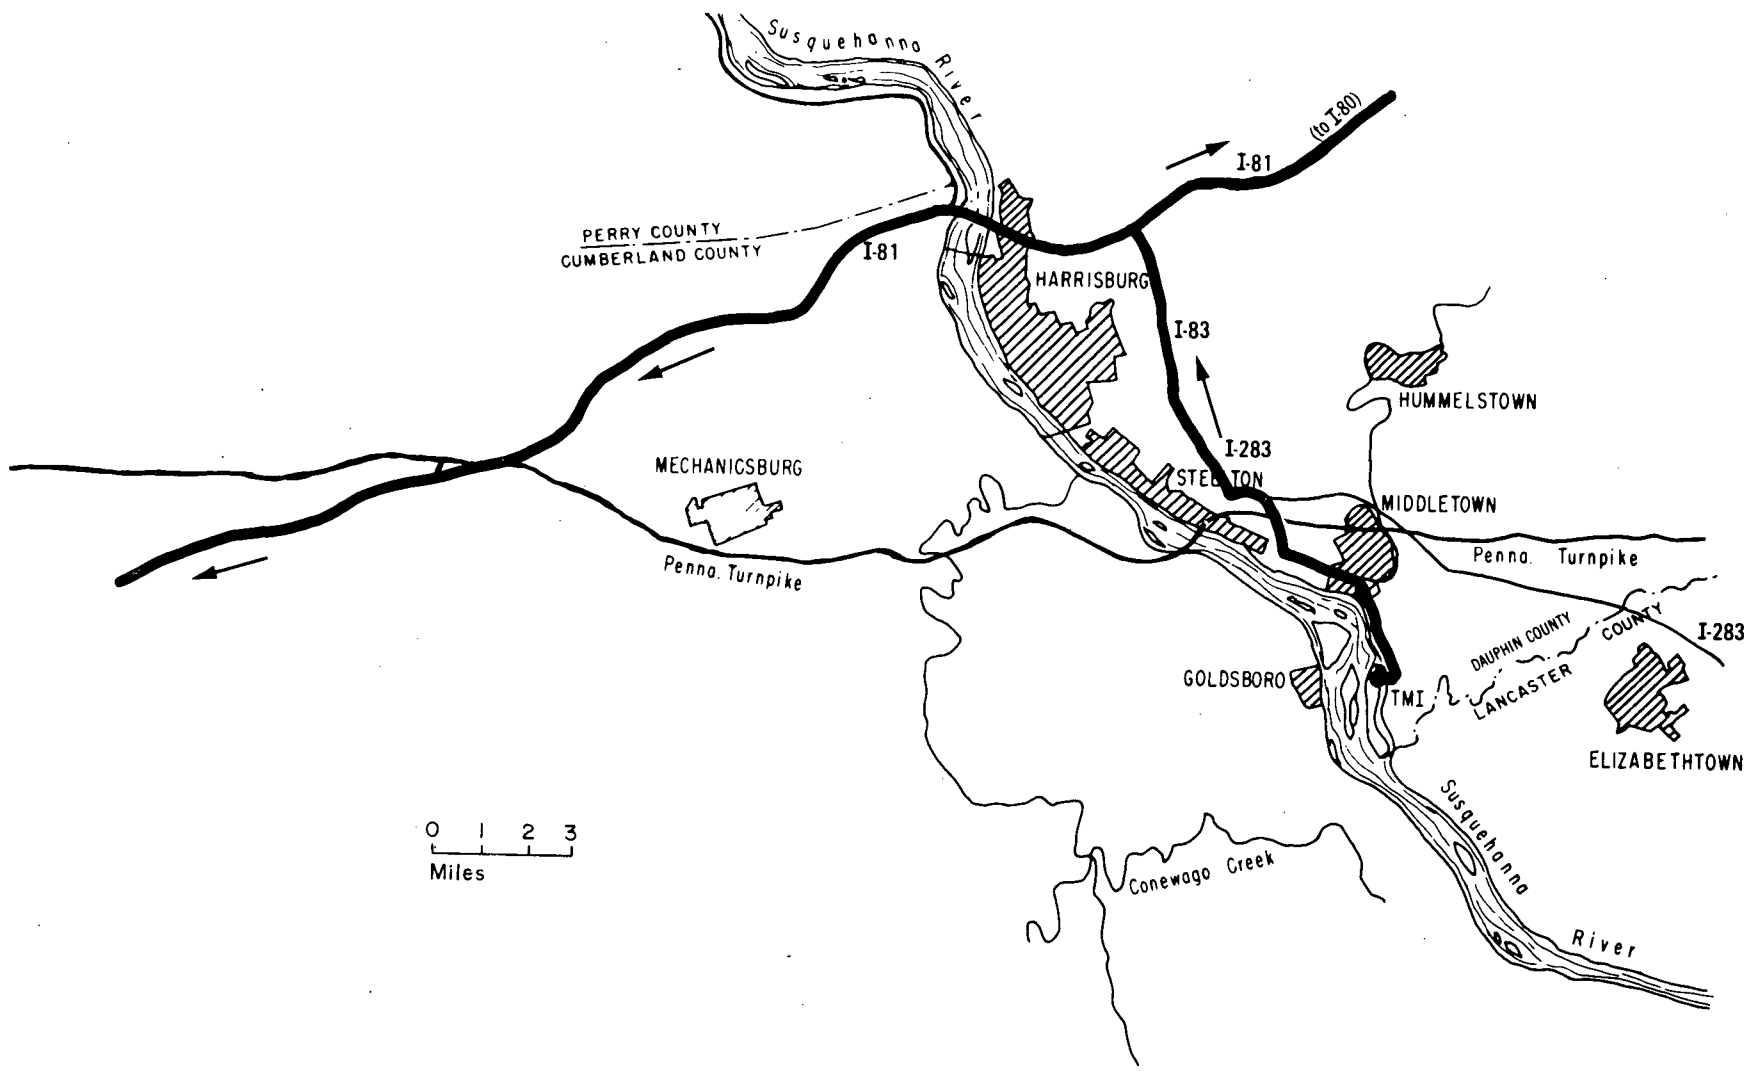 Susquehanna River
(to I-80)
I-81
PERRY COUNTY
CUMBERLAND COUNTY
I-81
HARRISBURG
I-83
HUMMELSTOWN
I-283
MECHANICSBURG
STEELTON
MIDDLETOWN
Penna. Turnpike
Penna. Turnpike
DAUPHIN COUNTY
LANCASTER COUNTY
I-283
GOLDSBORO
TMI
ELIZABETHTOWN
Susquehanna River
0 1 2 3
Miles
Conewago Creek